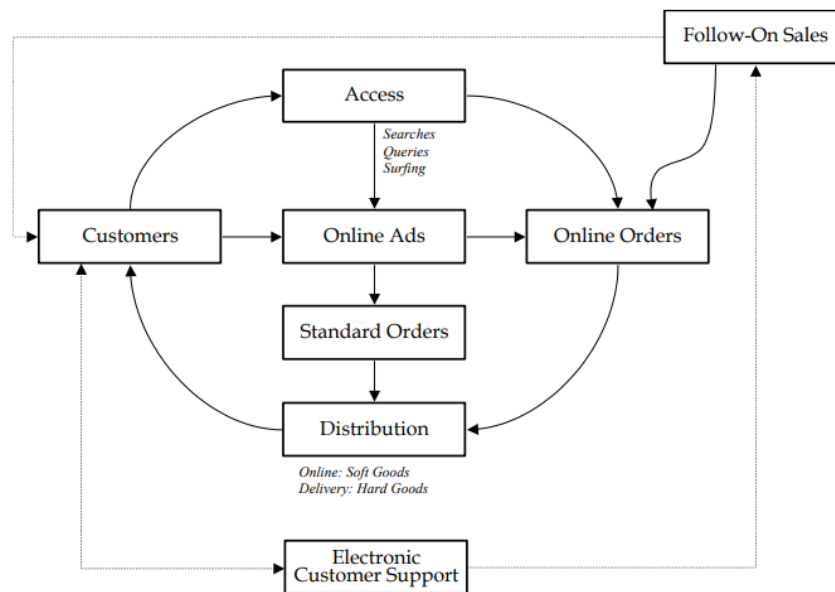 Follow-On Sales
Access
Searches
Queries
Surfing
Customers
Online Ads
Online Orders
Standard Orders
Distribution
Online: Soft Goods
Delivery: Hard Goods
Electronic
Customer Support